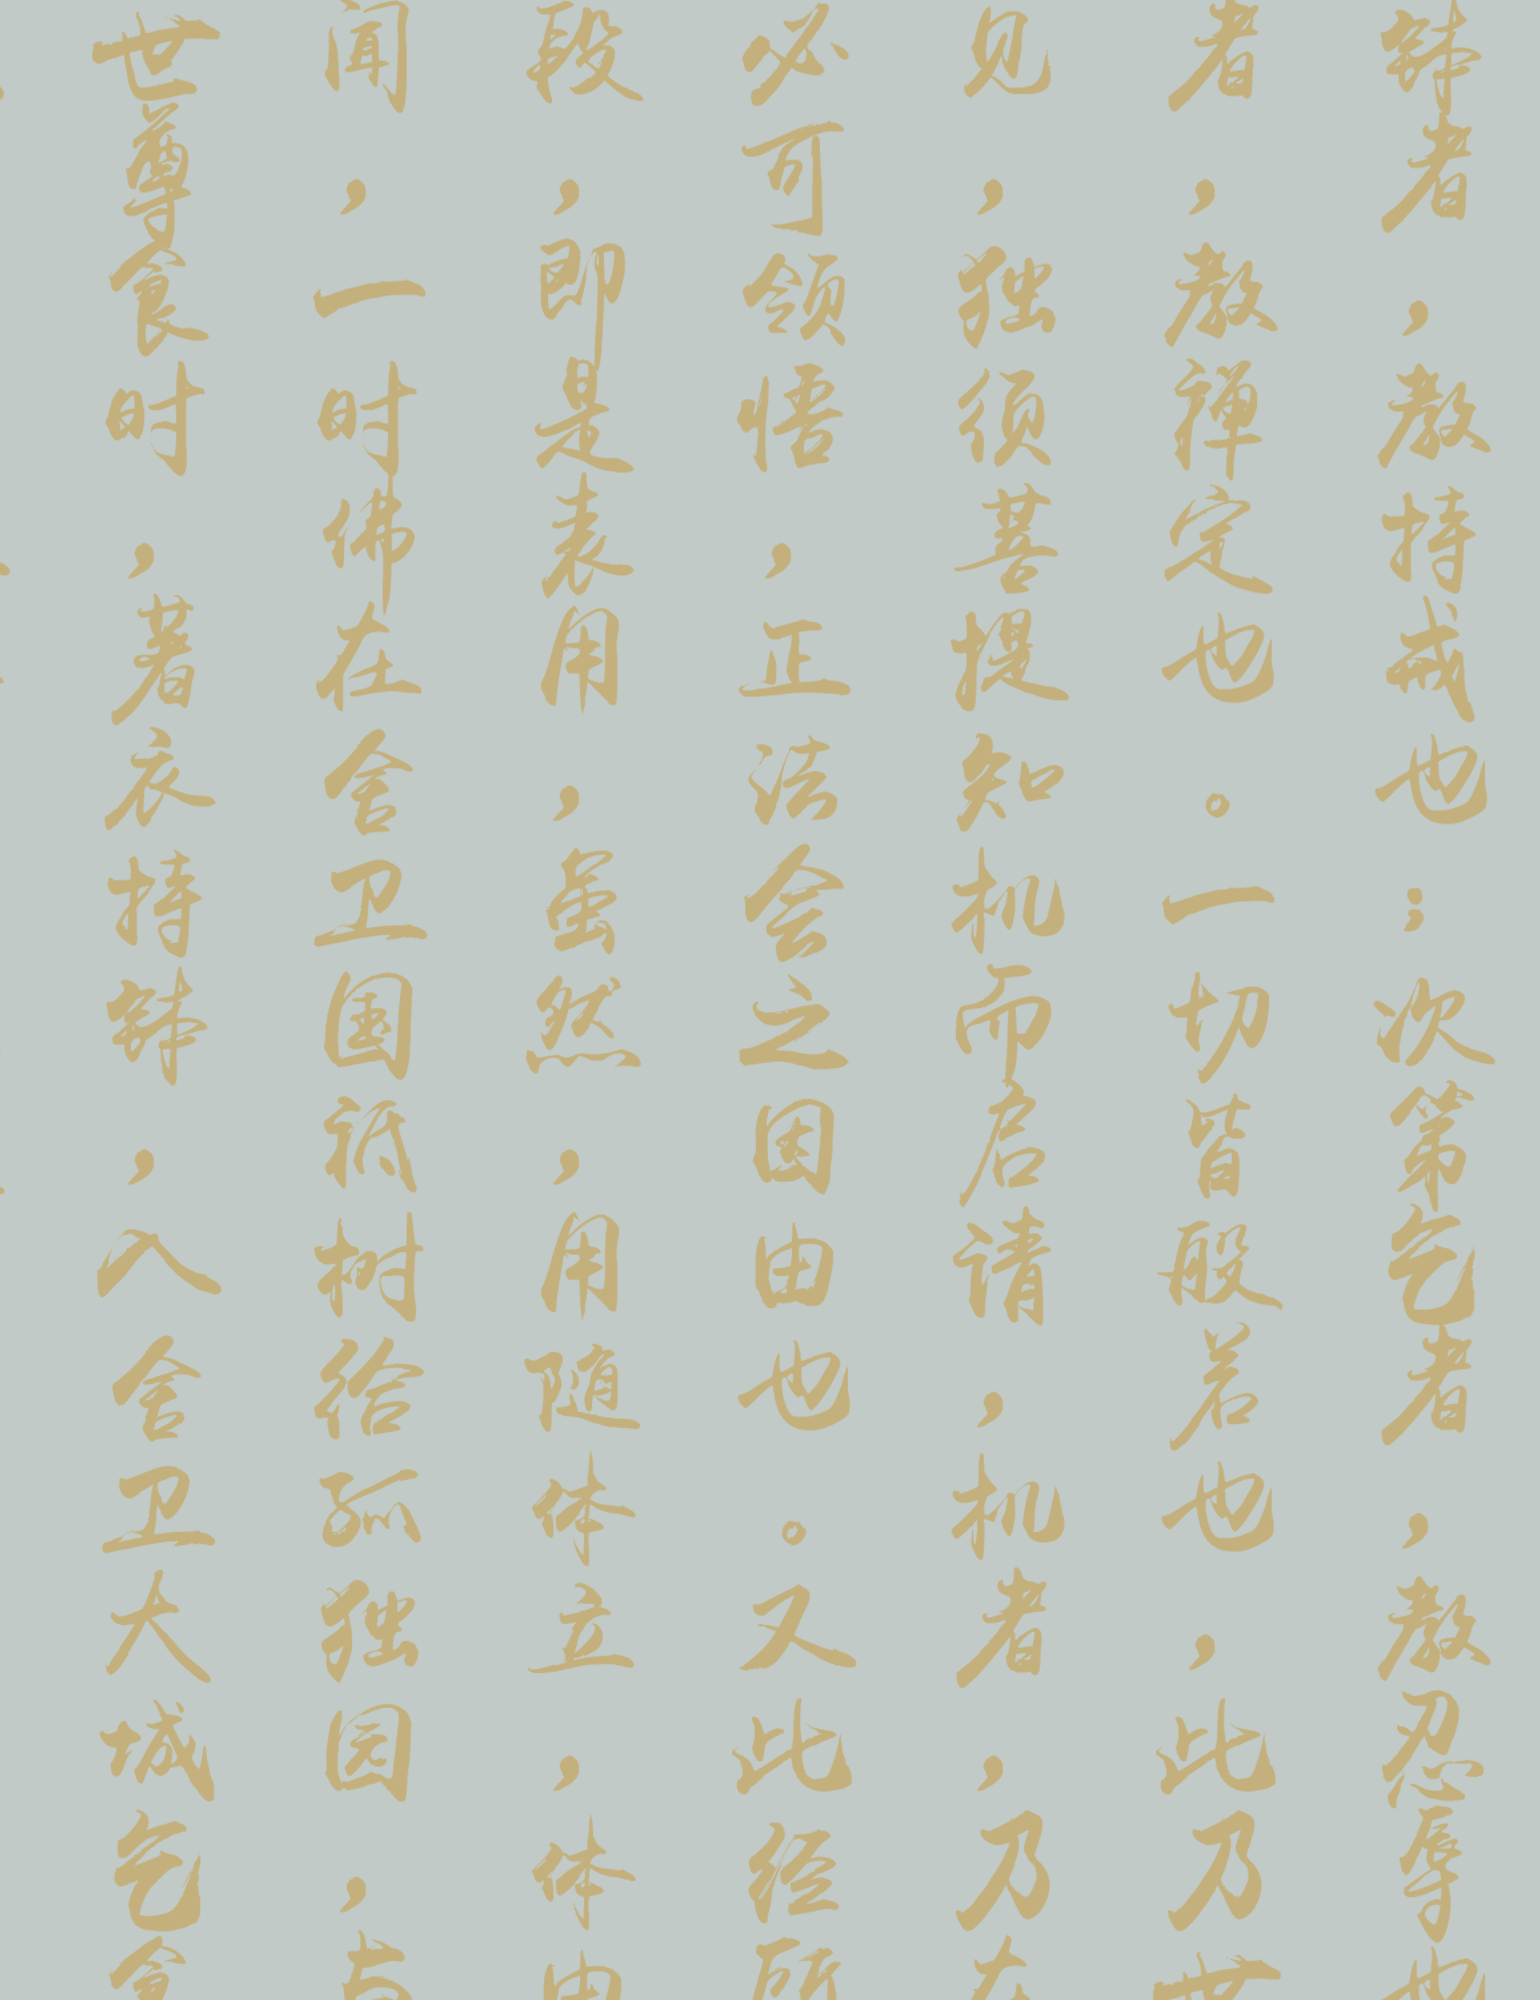 钵者,教持戒也;次第乞者,教忍辱也
者,教禅定也。一切皆般若也,此乃世
见,独须菩提知机而启请,机者,乃
必可领悟,正法会之因由也。又此经所
段,即是表用,虽然,用随体立,体由
闻,一时佛在舍卫国祇树给孤独园,与
世尊食时,著衣持钵,入舍卫大城乞食